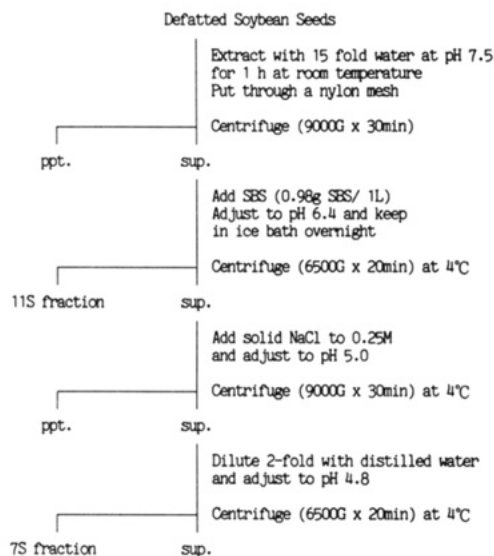 Defatted Soybean Seeds
Extract with 15 fold water at pH 7.5
for 1 h at room temperature
Put through a nylon mesh
Centrifuge (9000G x 30min)
ppt. sup.
Add SBS (0.98g SBS/ 1L)
Adjust to pH 6.4 and keep
in ice bath overnight
Centrifuge (6500G x 20min) at 4℃
11S fraction sup.
Add solid NaCl to 0.25M
and adjust to pH 5.0
Centrifuge (9000G x 30min) at 4℃
ppt. sup.
Dilute 2-fold with distilled water
and adjust to pH 4.8
Centrifuge (6500G x 20min) at 4℃
7S fraction sup.